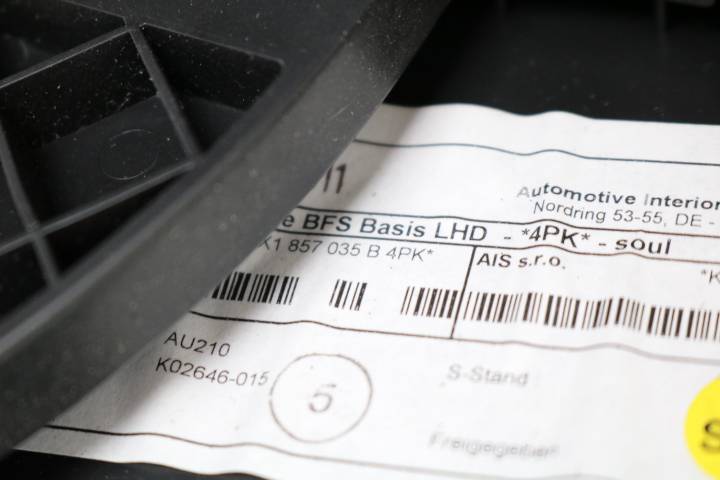 11
Automotive Interior
Nordring 53-55, DE -
e BFS Basis LHD - *4PK* - soul
K1 857 035 B 4PK*
AIS s.r.o.
*K
AU210
K02646-015
5
S-Stand
S